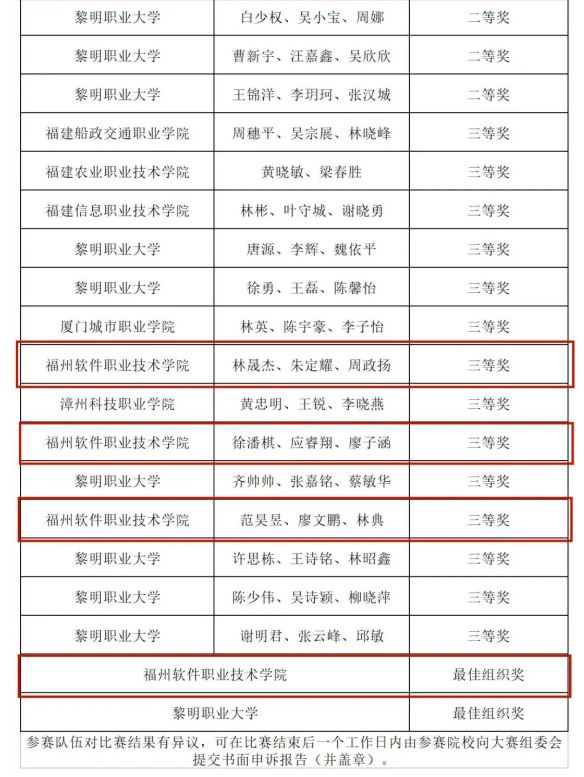 黎明职业大学 白少权、吴小宝、周娜 二等奖
黎明职业大学 曹新宇、汪嘉鑫、吴欣欣 二等奖
黎明职业大学 王锦洋、李玥珂、张汉城 二等奖
福建船政交通职业学院 周穗平、吴宗展、林晓峰 三等奖
福建农业职业技术学院 黄晓敏、梁春胜 三等奖
福建信息职业技术学院 林彬、叶守城、谢晓勇 三等奖
黎明职业大学 唐源、李辉、魏依平 三等奖
黎明职业大学 徐勇、王磊、陈馨怡 三等奖
厦门城市职业学院 林英、陈宇豪、李子怡 三等奖
福州软件职业技术学院 林晟杰、朱定耀、周政扬 三等奖
漳州科技职业学院 黄忠明、王锐、李晓燕 三等奖
福州软件职业技术学院 徐潘棋、应睿翔、廖子涵 三等奖
黎明职业大学 齐帅帅、张嘉铭、蔡敏华 三等奖
福州软件职业技术学院 范昊昱、廖文鹏、林典 三等奖
黎明职业大学 许思栋、王诗铭、林昭鑫 三等奖
黎明职业大学 陈少伟、吴诗颖、柳晓萍 三等奖
黎明职业大学 谢明君、张云峰、邱敏 三等奖
福州软件职业技术学院 最佳组织奖
黎明职业大学 最佳组织奖
参赛队伍对比赛结果有异议，可在比赛结束后一个工作日内由参赛院校向大赛组委会
提交书面申诉报告（并盖章）。